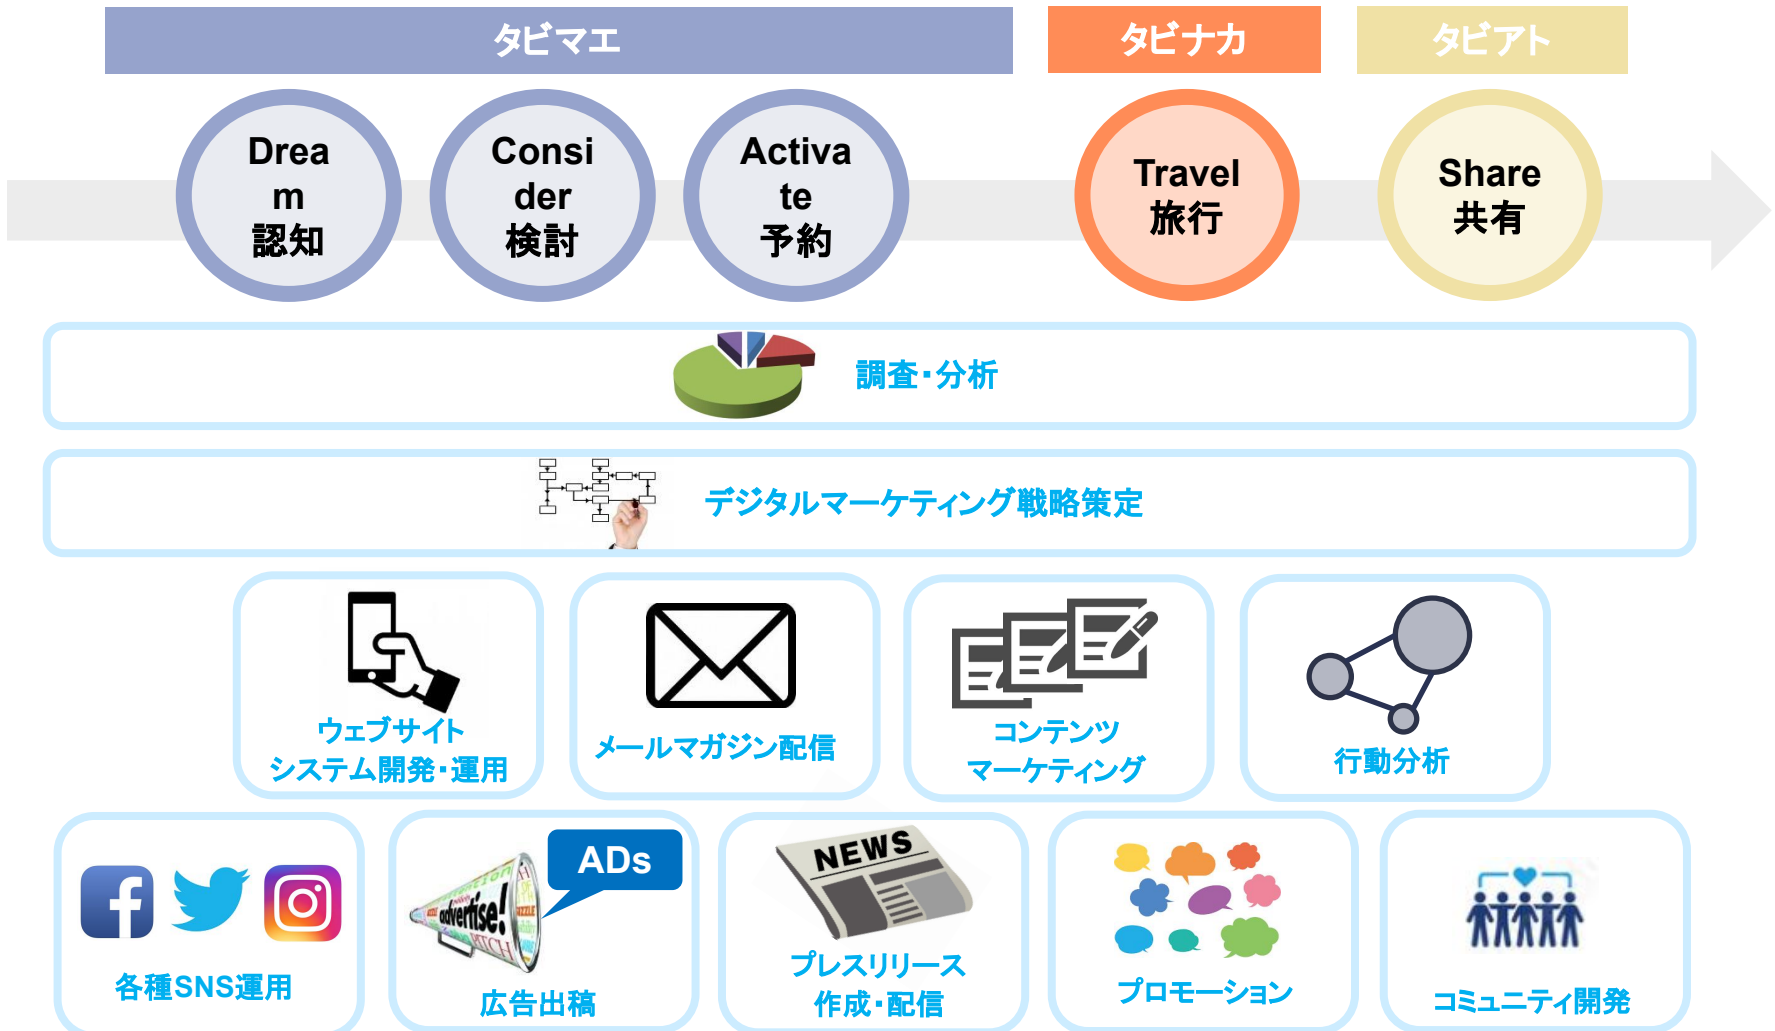 タビマエ
タビナカ
タビアト
Drea
m
認知
Consi
der
検討
Activa
te
予約
Travel
旅行
Share
共有
調査・分析
デジタルマーケティング戦略策定
ウェブサイト
システム開発・運用
メールマガジン配信
コンテンツ
マーケティング
行動分析
各種SNS運用
advertise!
PITCH
ADs
広告出稿
NEWS
プレスリリース
作成・配信
プロモーション
コミュニティ開発